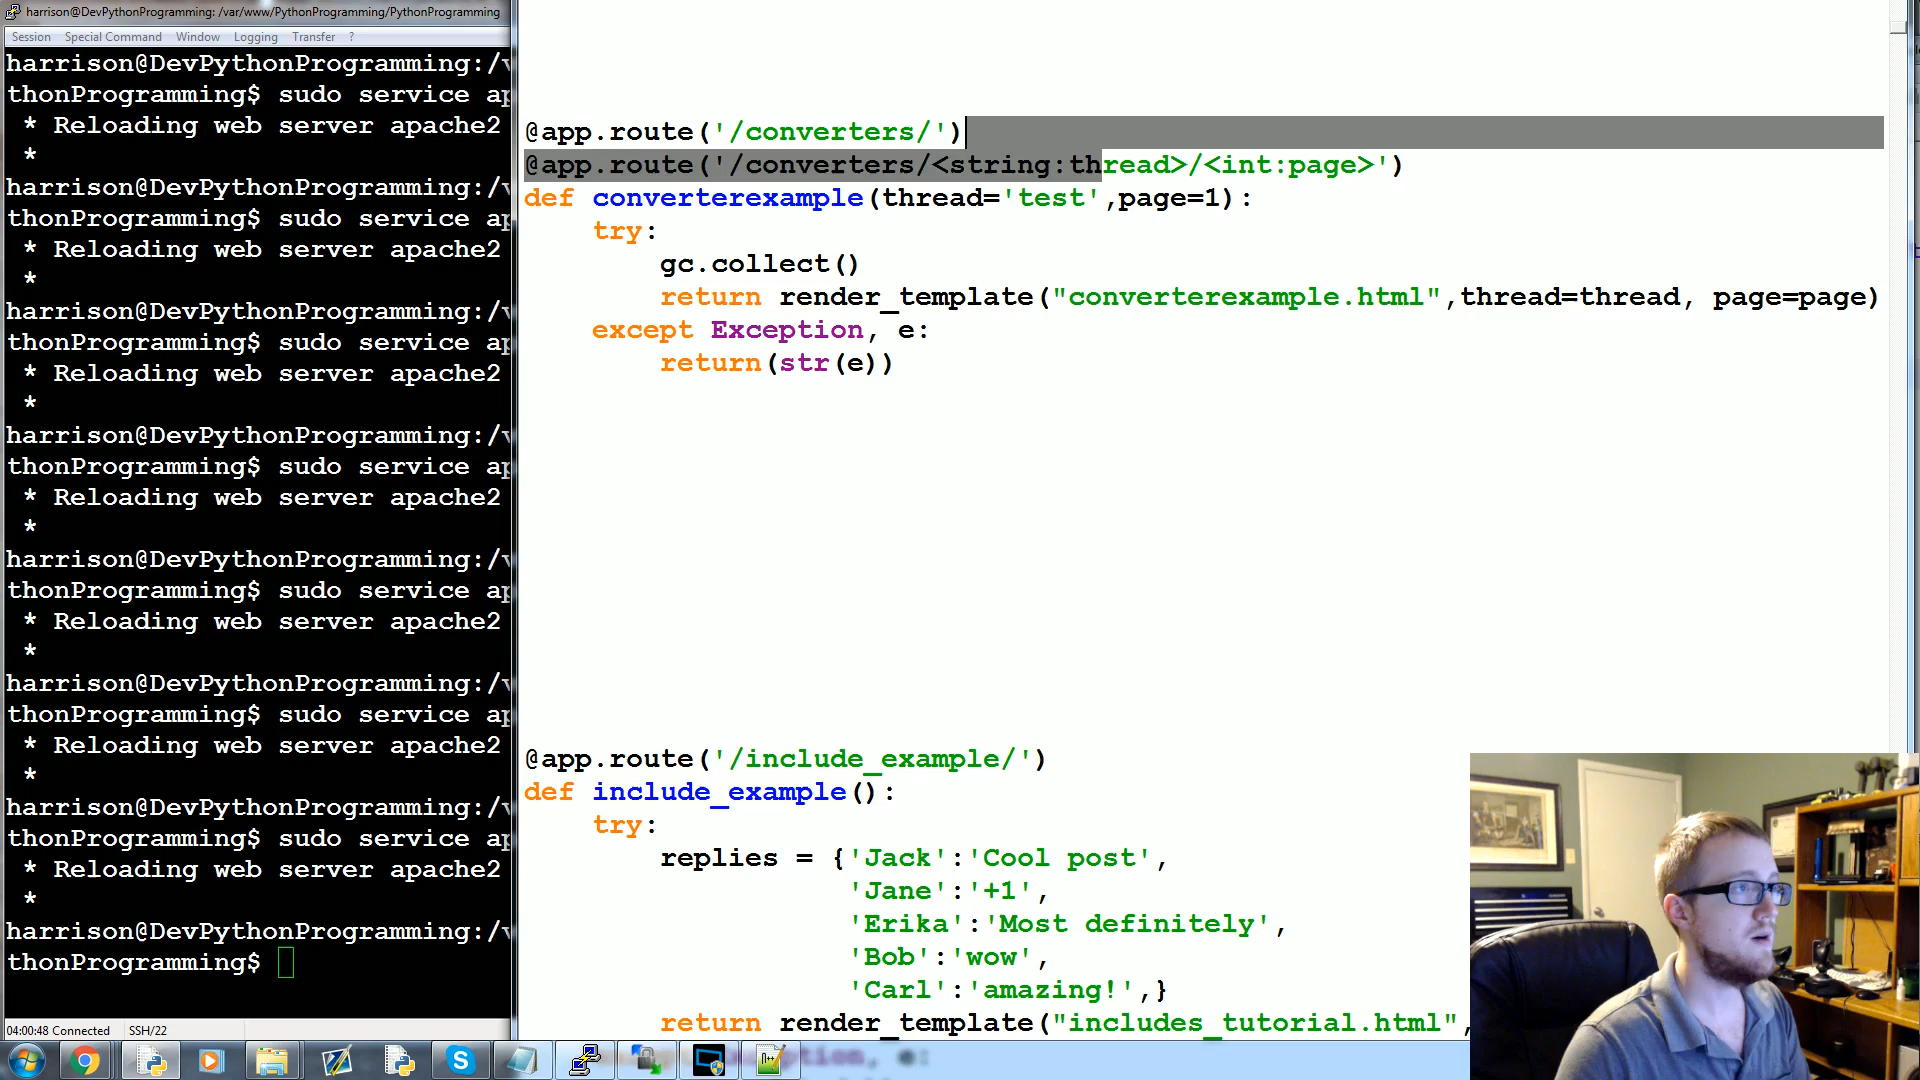 harrison@DevPythonProgramming: /var/www/PythonProgramming/PythonProgramming
Session Special Command Window Logging Transfer ?
harrison@DevPythonProgramming:/v
thonProgramming$ sudo service ap
* Reloading web server apache2
*
harrison@DevPythonProgramming:/v
thonProgramming$ sudo service ap
* Reloading web server apache2
*
harrison@DevPythonProgramming:/v
thonProgramming$ sudo service ap
* Reloading web server apache2
*
harrison@DevPythonProgramming:/v
thonProgramming$ sudo service ap
* Reloading web server apache2
*
harrison@DevPythonProgramming:/v
thonProgramming$ sudo service ap
* Reloading web server apache2
*
harrison@DevPythonProgramming:/v
thonProgramming$ sudo service ap
* Reloading web server apache2
*
harrison@DevPythonProgramming:/v
thonProgramming$ sudo service ap
* Reloading web server apache2
*
harrison@DevPythonProgramming:/v
thonProgramming$
04:00:48 Connected SSH/22
@app.route('/converters/')
@app.route('/converters/<string:thread>/<int:page>')
def converterexample(thread='test',page=1):
try:
gc.collect()
return render_template("converterexample.html",thread=thread, page=page)
except Exception, e:
return(str(e))
@app.route('/include_example/')
def include_example():
try:
replies = {'Jack':'Cool post',
'Jane':'+1',
'Erika':'Most definitely',
'Bob':'wow',
'Carl':'amazing!',}
return render_template("includes_tutorial.html",